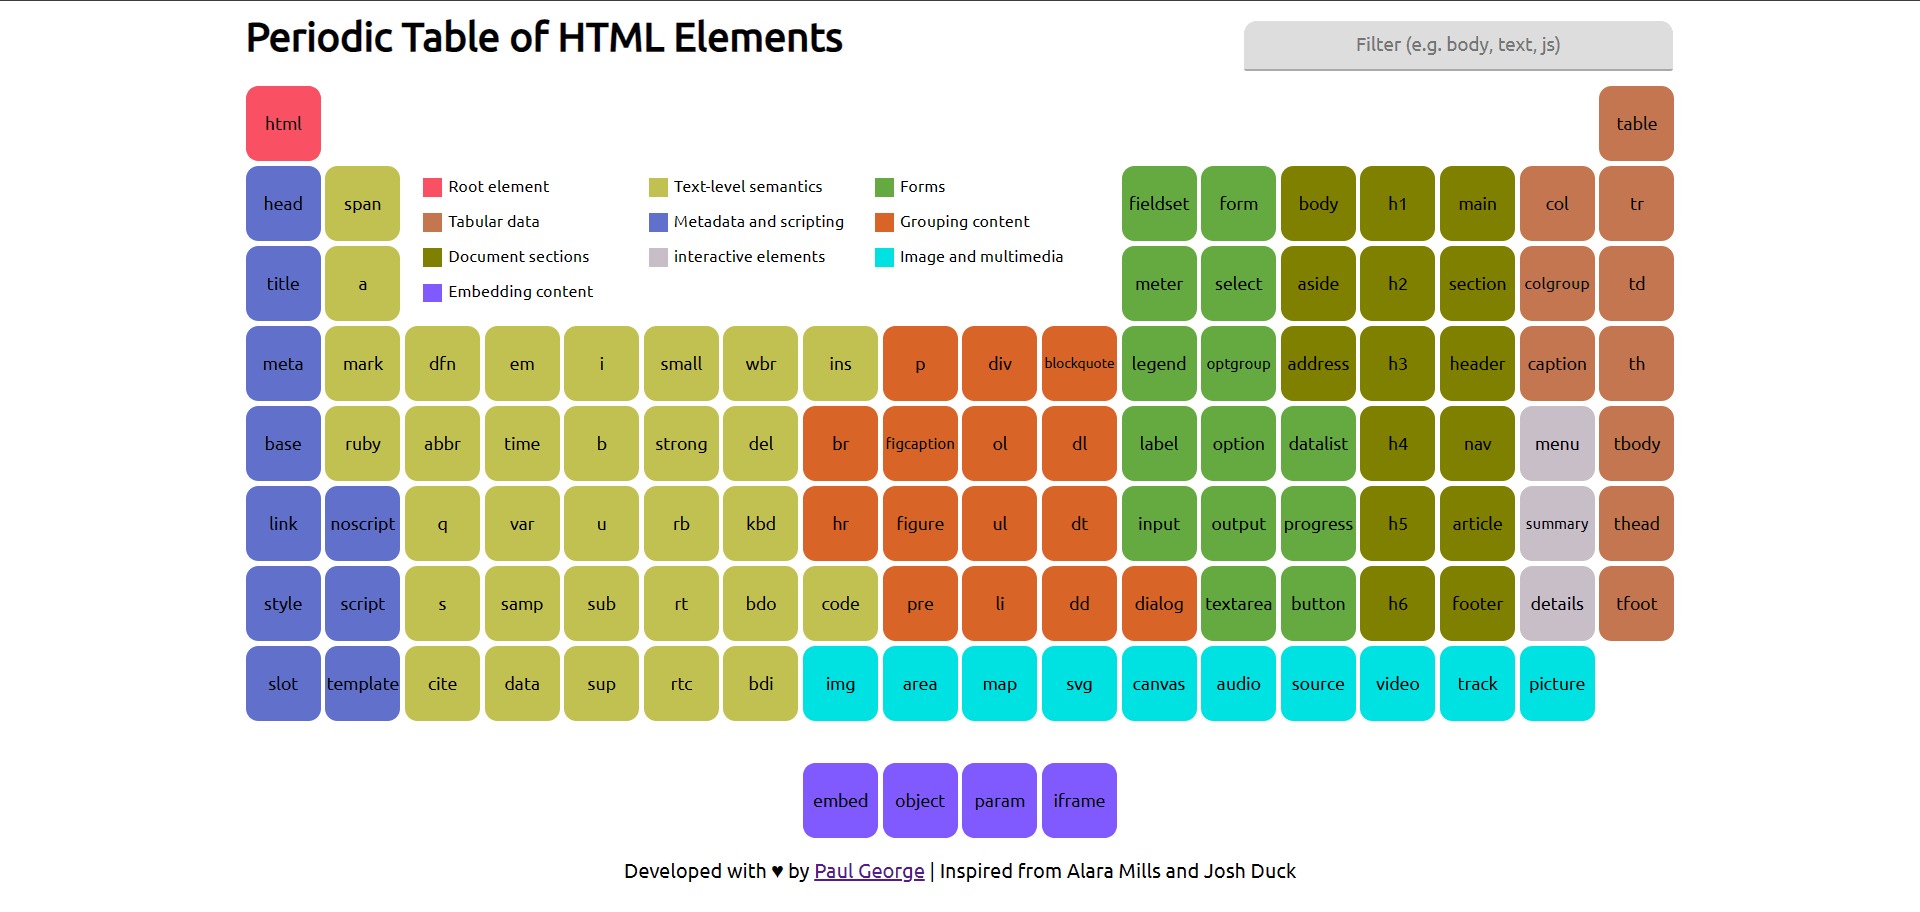 Periodic Table of HTML Elements
Filter (e.g. body, text, js)
html table
head span Root element Text-level semantics Forms fieldset form body h1 main col tr
Tabular data Metadata and scripting Grouping content
title a Document sections interactive elements Image and multimedia meter select aside h2 section colgroup td
Embedding content
meta mark dfn em i small wbr ins p div blockquote legend optgroup address h3 header caption th
base ruby abbr time b strong del br figcaption ol dl label option datalist h4 nav menu tbody
link noscript q var u rb kbd hr figure ul dt input output progress h5 article summary thead
style script s samp sub rt bdo code pre li dd dialog textarea button h6 footer details tfoot
slot template cite data sup rtc bdi img area map svg canvas audio source video track picture
embed object param iframe
Developed with ♥ by Paul George | Inspired from Alara Mills and Josh Duck